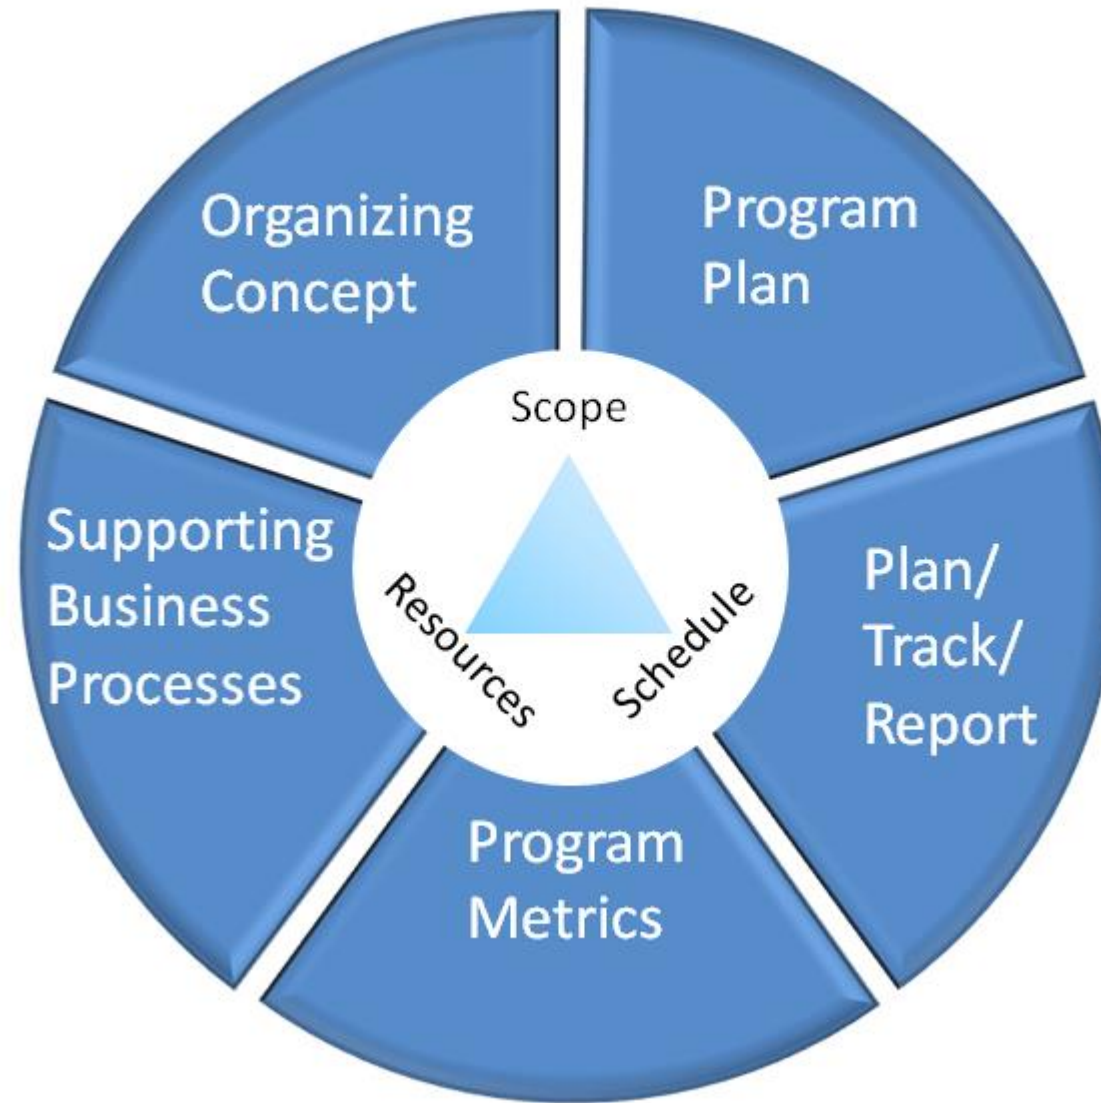 Organizing
Concept
Program
Plan
Scope
Resources
Schedule
Supporting
Business
Processes
Plan/
Track/
Report
Program
Metrics